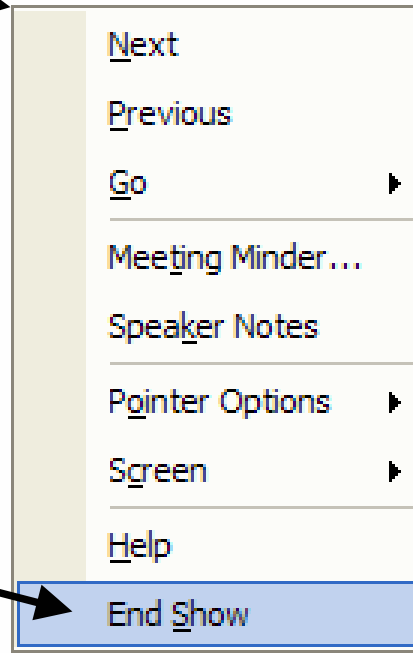 Next
Previous
Go
Meeting Minder...
Speaker Notes
Pointer Options
Screen
Help
End Show